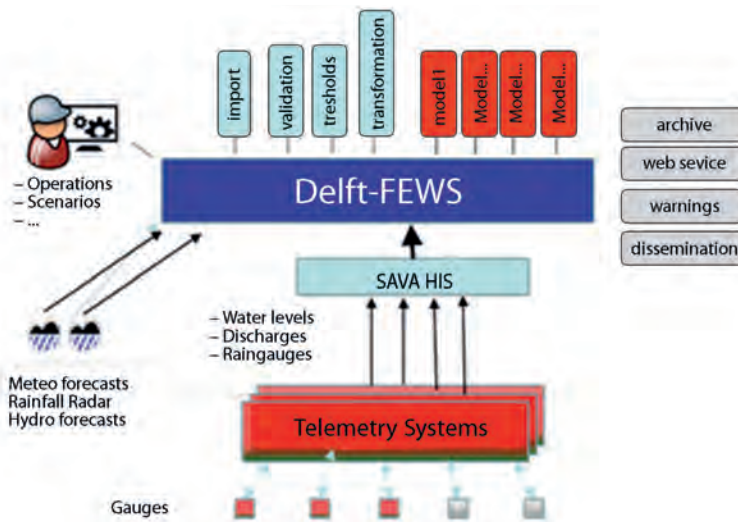 import
validation
tresholds
transformation
model1
Model...
Model...
Model...
archive
web sevice
warnings
dissemination
– Operations
– Scenarios
– ...
Delft-FEWS
SAVA HIS
– Water levels
– Discharges
– Raingauges
Meteo forecasts
Rainfall Radar
Hydro forecasts
Telemetry Systems
Gauges